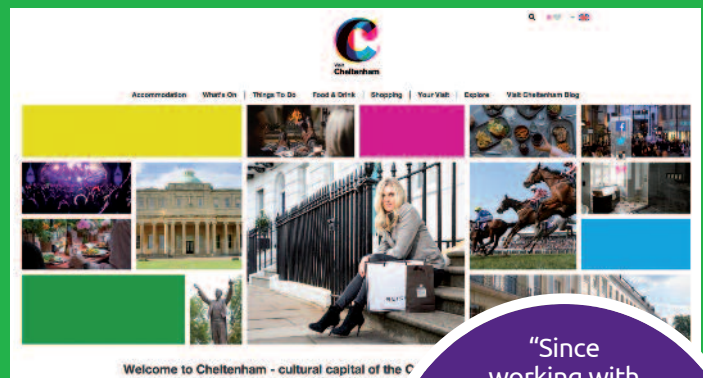 Visit
Cheltenham
Accommodation What's On Things To Do Food & Drink Shopping Your Visit Explore Visit Cheltenham Blog
Welcome to Cheltenham - cultural capital of the C
"Since
working with